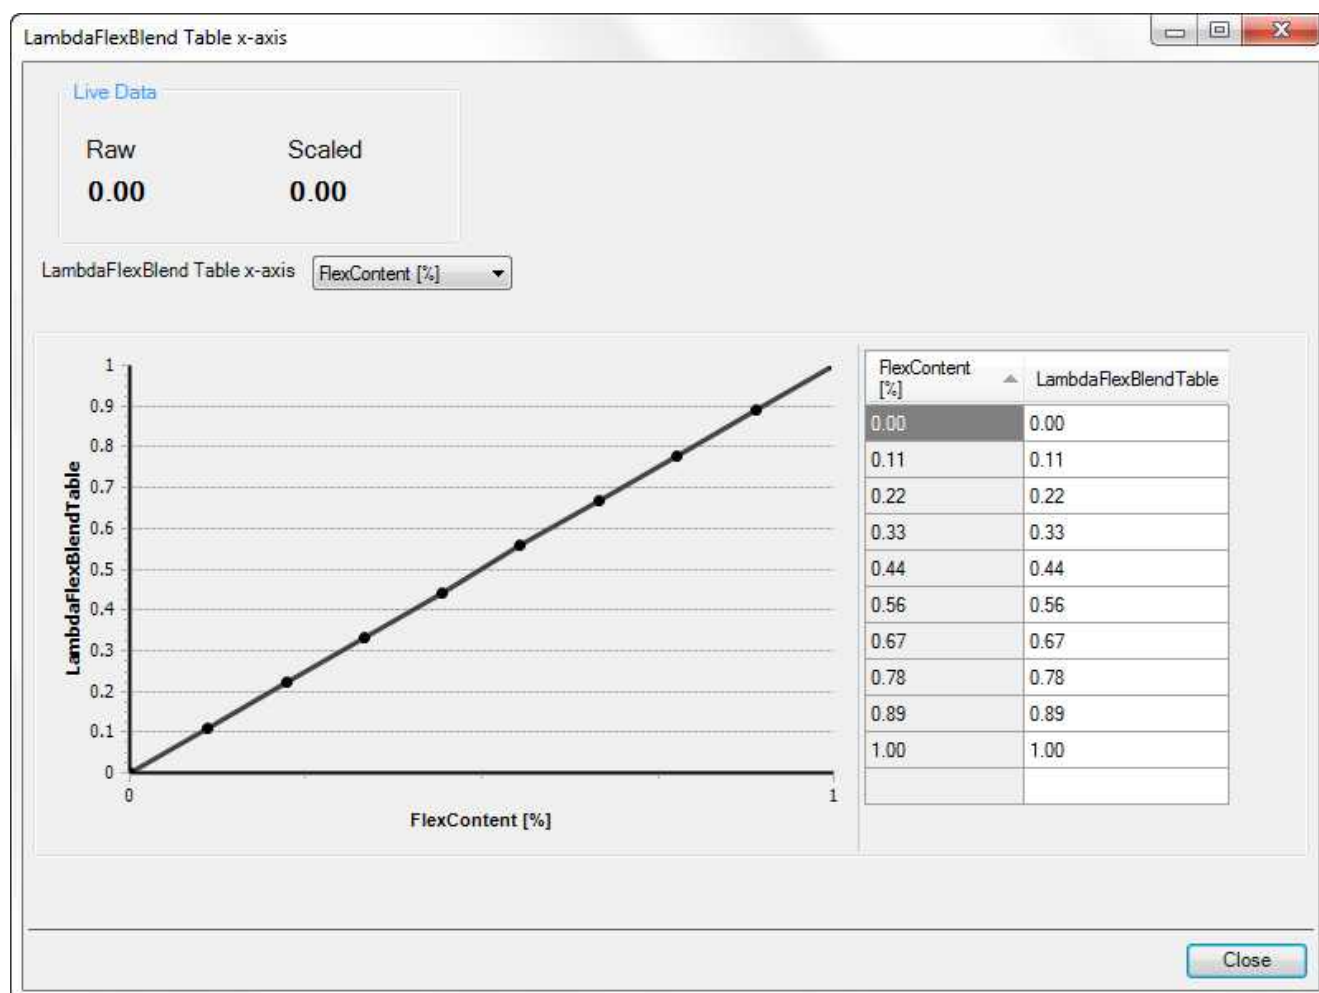 LambdaFlexBlend Table x-axis
Live Data
Raw Scaled
0.00 0.00
LambdaFlexBlend Table x-axis FlexContent [%]
LambdaFlexBlendTable
1
0.9
0.8
0.7
0.6
0.5
0.4
0.3
0.2
0.1
0
0 1
FlexContent [%]
FlexContent
[%] LambdaFlexBlendTable
0.00 0.00
0.11 0.11
0.22 0.22
0.33 0.33
0.44 0.44
0.56 0.56
0.67 0.67
0.78 0.78
0.89 0.89
1.00 1.00
Close